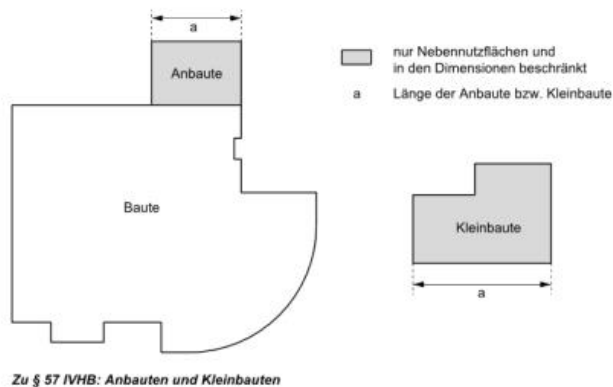 a
Anbaute
nur Nebennutzflächen und
in den Dimensionen beschränkt
a Länge der Anbaute bzw. Kleinbaute
Baute
Kleinbaute
a
Zu § 57 IVHB: Anbauten und Kleinbauten